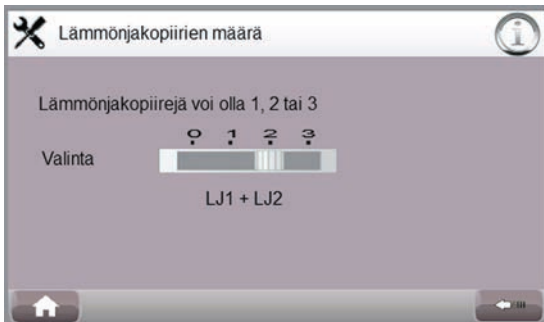 Lämmönjakopiirien määrä
Lämmönjakopiirejä voi olla 1, 2 tai 3
0 1 2 3
Valinta
LJ1 + LJ2